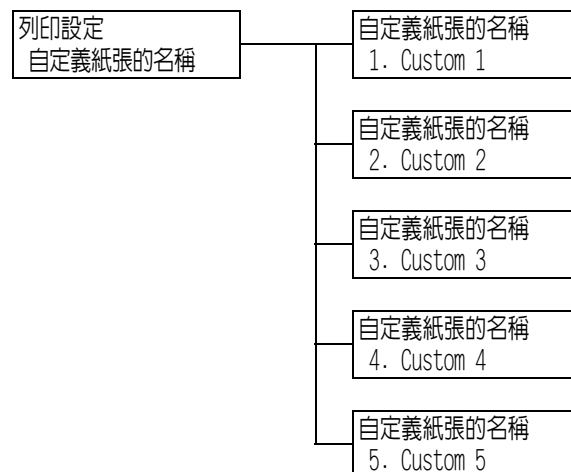 列印設定
自定義紙張的名稱
自定義紙張的名稱
1. Custom 1
自定義紙張的名稱
2. Custom 2
自定義紙張的名稱
3. Custom 3
自定義紙張的名稱
4. Custom 4
自定義紙張的名稱
5. Custom 5